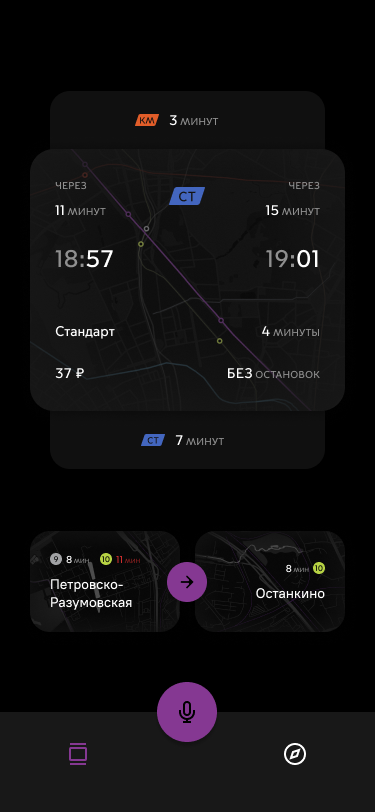 КМ 3 МИНУТ
ЧЕРЕЗ СТ ЧЕРЕЗ
11 МИНУТ 15 МИНУТ
18:57 19:01
Стандарт 4 МИНУТЫ
37 ₽ БЕЗ ОСТАНОВОК
СТ 7 МИНУТ
9 8 мин 10 11 мин
Петровско-
Разумовская
8 мин 10
Останкино